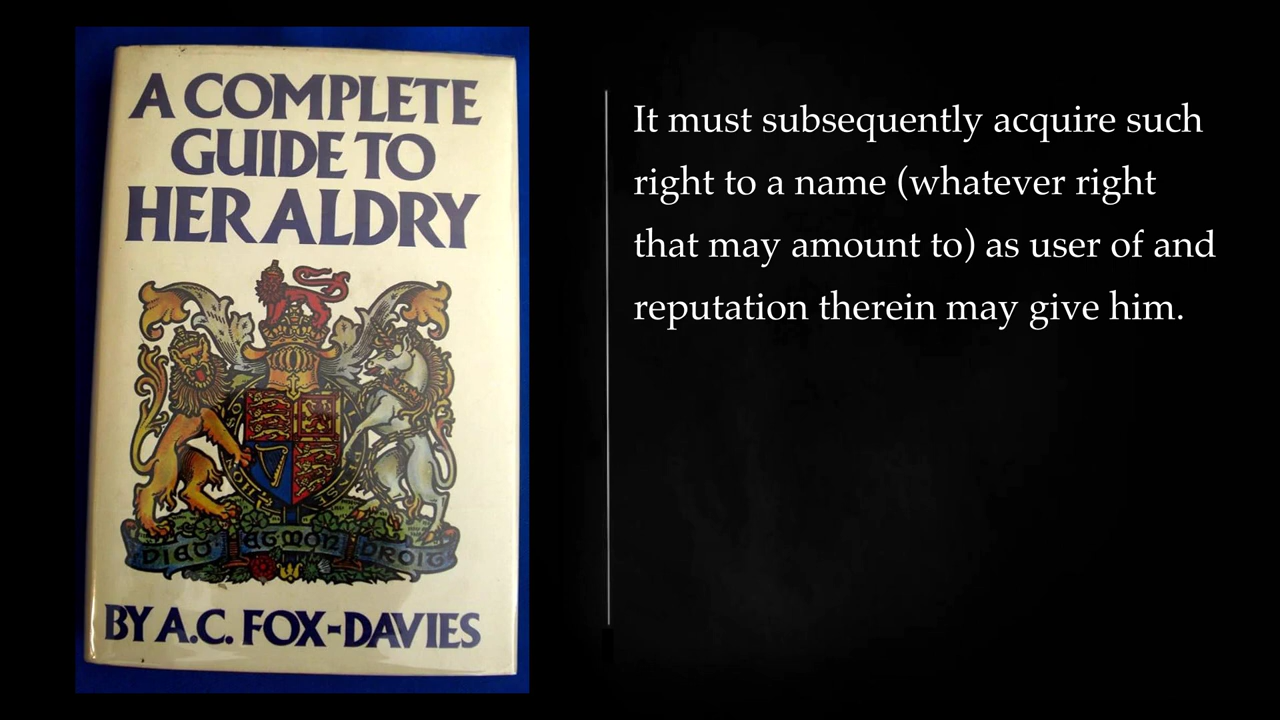 A COMPLETE
GUIDE TO
HERALDRY
DIEU ET MON DROIT
BY A.C. FOX-DAVIES
It must subsequently acquire such
right to a name (whatever right
that may amount to) as user of and
reputation therein may give him.